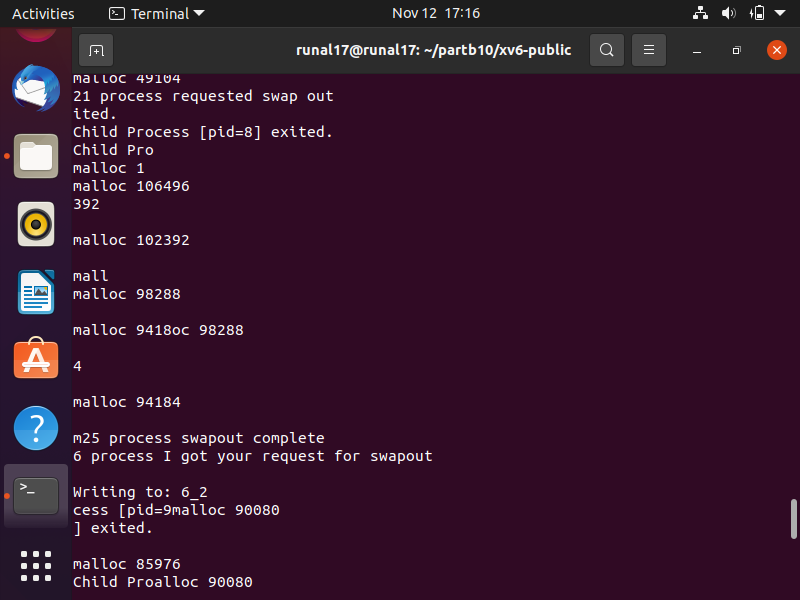 Activities
Terminal
Nov 12 17:16
runal17@runal17: ~/partb10/xv6-public
malloc 49104
21 process requested swap out
ited.
Child Process [pid=8] exited.
Child Pro
malloc 1
malloc 106496
392
malloc 102392
mall
malloc 98288
malloc 9418oc 98288
4
malloc 94184
m25 process swapout complete
6 process I got your request for swapout
Writing to: 6_2
cess [pid=9malloc 90080
] exited.
malloc 85976
Child Proalloc 90080